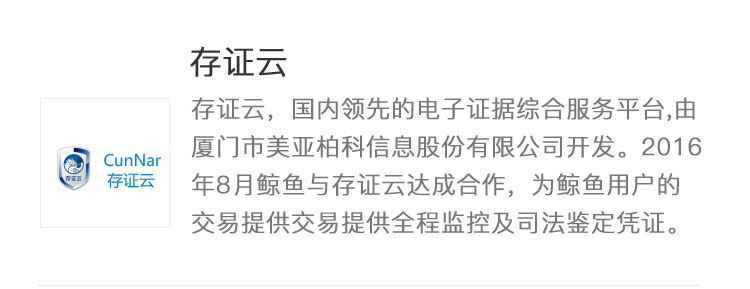 存证云
存证云，国内领先的电子证据综合服务平台,由
厦门市美亚柏科信息股份有限公司开发。2016
年8月鲸鱼与存证云达成合作，为鲸鱼用户的
交易提供交易提供全程监控及司法鉴定凭证。
CunNar
存证云
存证云